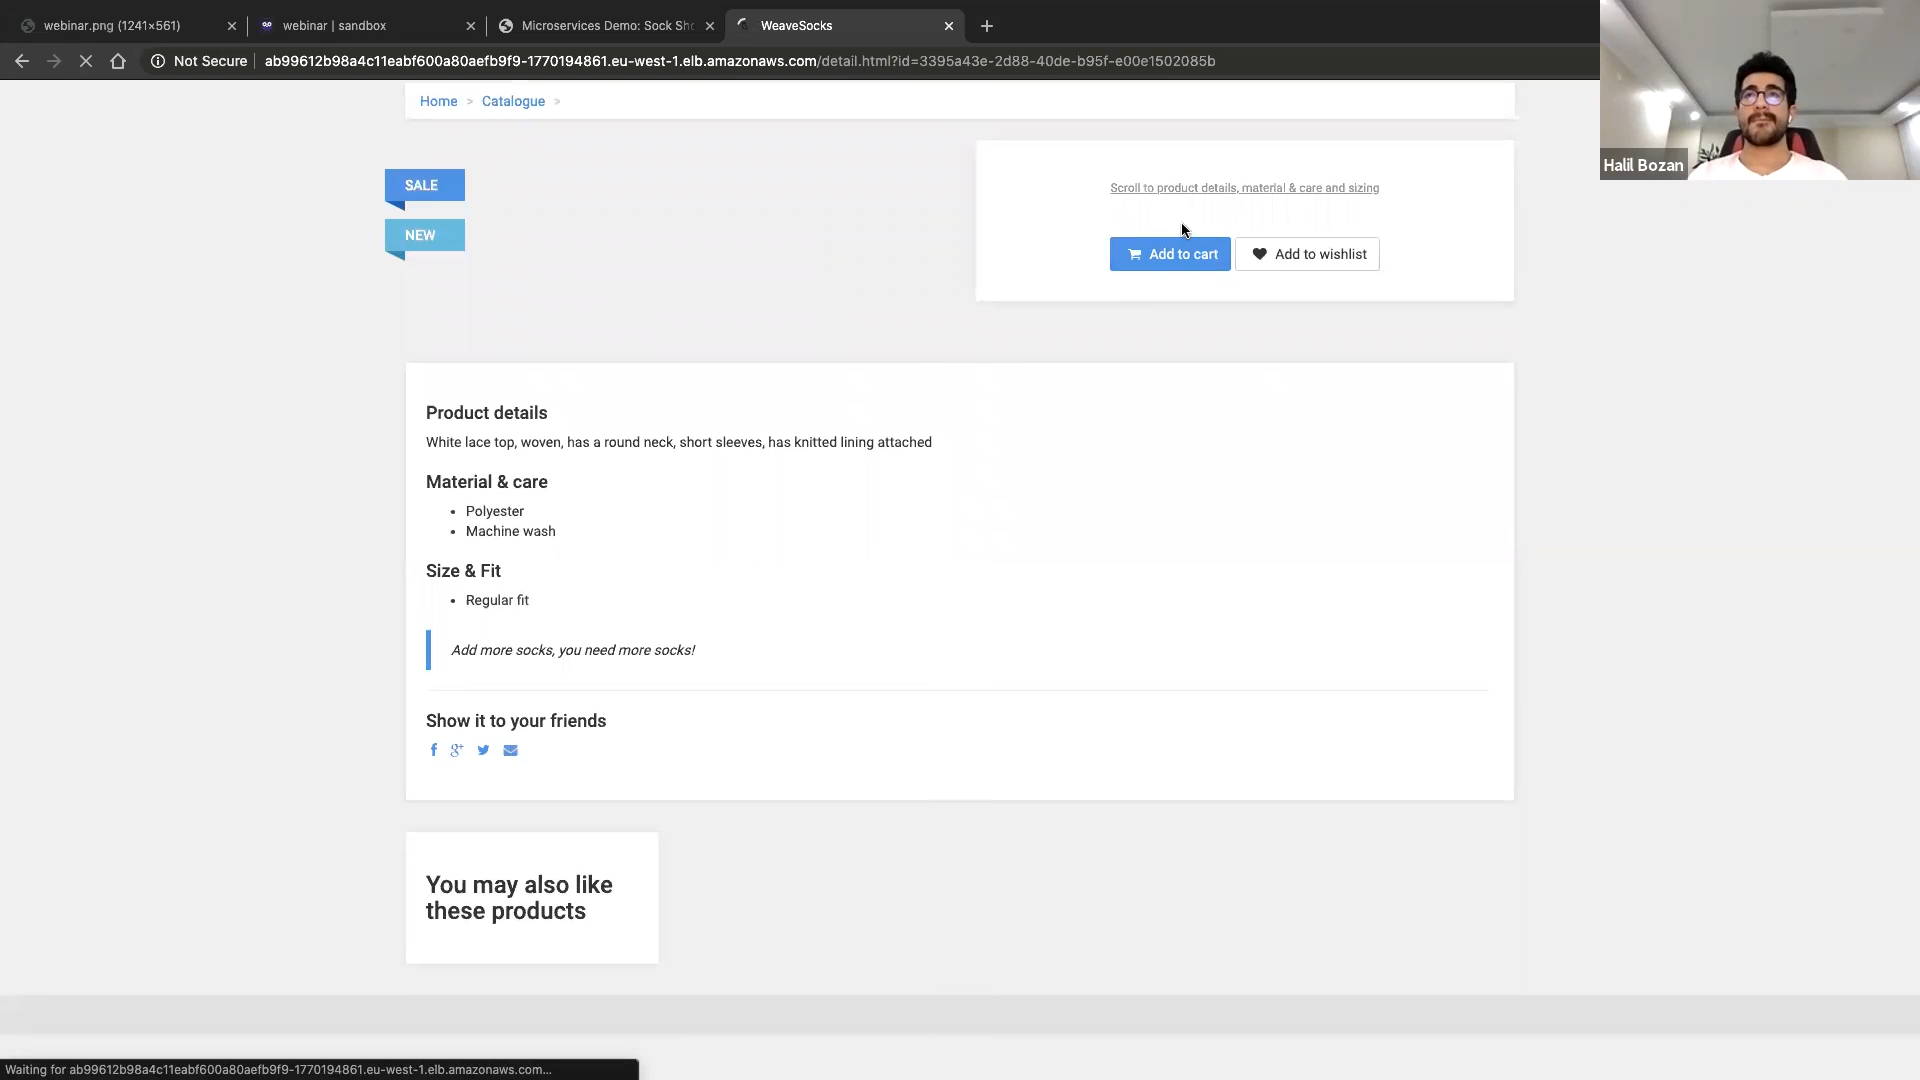 webinar.png (1241×561)
webinar | sandbox
Microservices Demo: Sock Sh
WeaveSocks
Not Secure
ab99612b98a4c11eabf600a80aefb9f9-1770194861.eu-west-1.elb.amazonaws.com/detail.html?id=3395a43e-2d88-40de-b95f-e00e1502085b
Halil Bozan
Home > Catalogue >
SALE
NEW
Scroll to product details, material & care and sizing
Add to cart
Add to wishlist
Product details
White lace top, woven, has a round neck, short sleeves, has knitted lining attached
Material & care
• Polyester
• Machine wash
Size & Fit
• Regular fit
Add more socks, you need more socks!
Show it to your friends
You may also like
these products
Waiting for ab99612b98a4c11eabf600a80aefb9f9-1770194861.eu-west-1.elb.amazonaws.com...